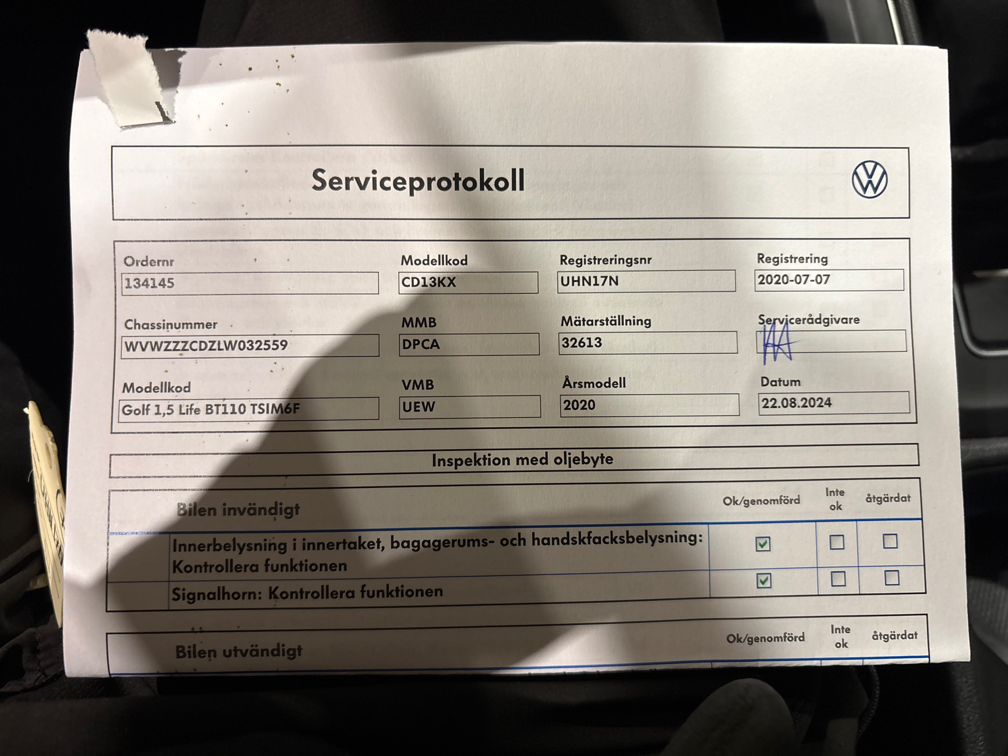 Serviceprotokoll
Ordernr
134145
Modellkod
CD13KX
Registreringsnr
UHN17N
Registrering
2020-07-07
Chassinummer
WVWZZZCDZLW032559
MMB
DPCA
Mätarställning
32613
Servicerådgivare
Modellkod
Golf 1,5 Life BT110 TSIM6F
VMB
UEW
Årsmodell
2020
Datum
22.08.2024
Inspektion med oljebyte
Bilen invändigt
Ok/genomförd
Inte
ok
åtgärdat
Innerbelysning i innertaket, bagagerums- och handskfacksbelysning:
Kontrollera funktionen
Signalhorn: Kontrollera funktionen
Bilen utvändigt
Ok/genomförd
Inte
ok
åtgärdat